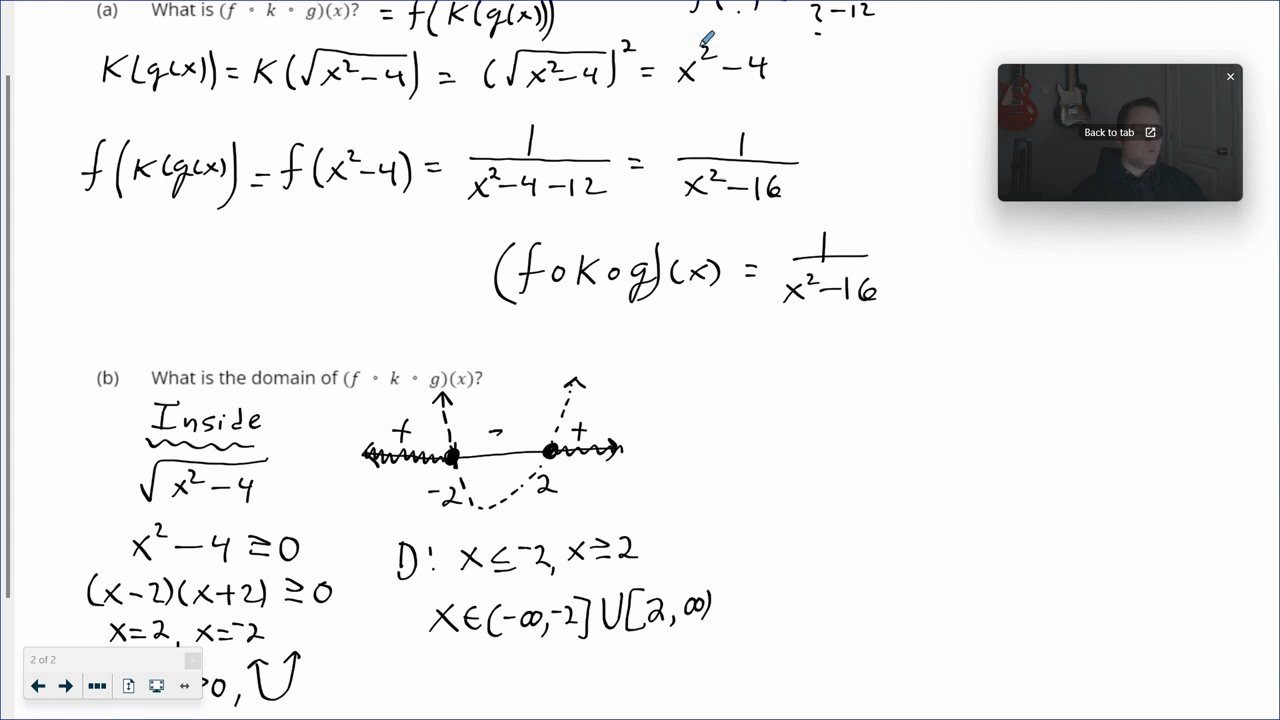 (a) What is (f ∘ k ∘ g)(x)? = f(K(g(x)))
? -12
K(g(x)) = K(√(x²-4)) = (√(x²-4))² = x² - 4
f(K(g(x)) = f(x²-4) = 1/(x²-4-12) = 1/(x²-16)
(f∘K∘g)(x) = 1/(x²-16)
(b) What is the domain of (f ∘ k ∘ g)(x)?
Inside
√(x²-4)
x² - 4 ≥ 0
(x-2)(x+2) ≥ 0
x=2, x=-2
>0,
+ - +
-2 2
D: x ≤ -2, x ≥ 2
x∈(-∞,-2]∪[2,∞)
Back to tab
2 of 2